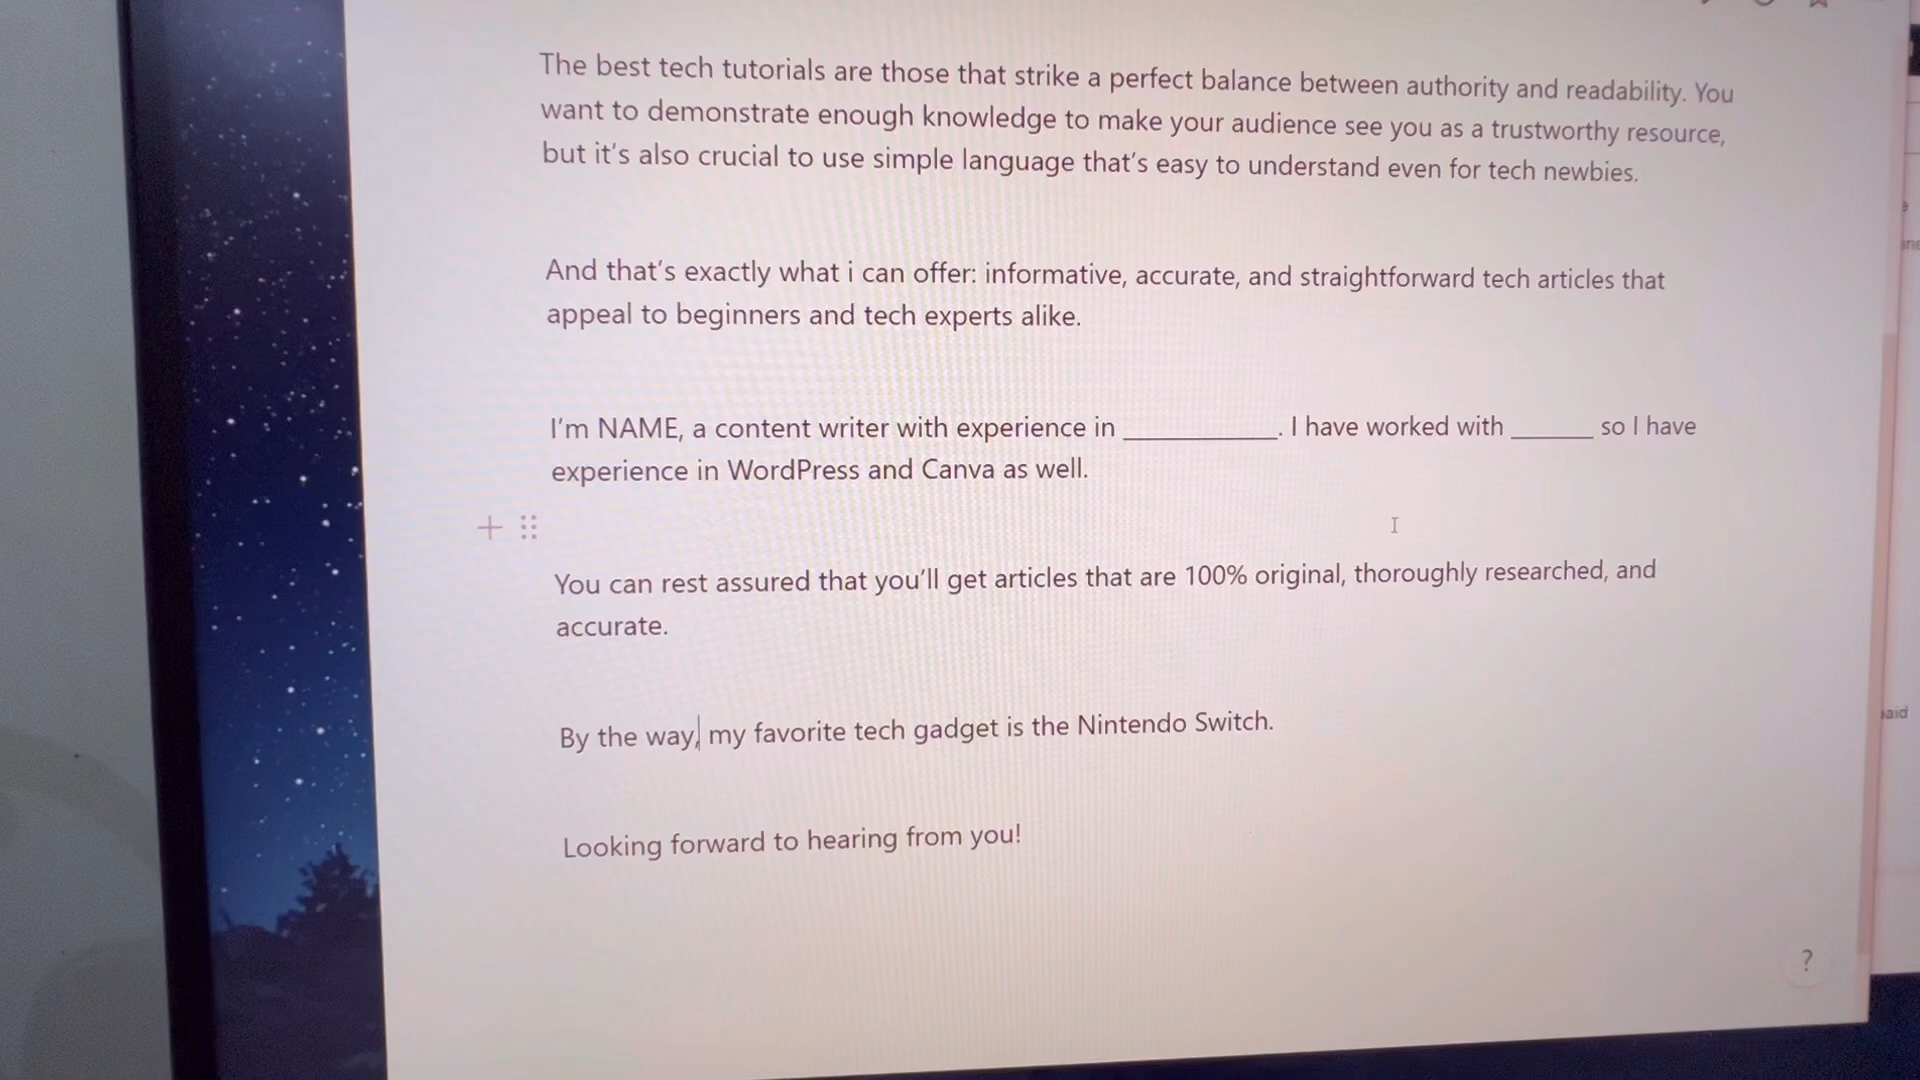 The best tech tutorials are those that strike a perfect balance between authority and readability. You
want to demonstrate enough knowledge to make your audience see you as a trustworthy resource,
but it's also crucial to use simple language that's easy to understand even for tech newbies.
And that's exactly what i can offer: informative, accurate, and straightforward tech articles that
appeal to beginners and tech experts alike.
I'm NAME, a content writer with experience in ___________. I have worked with ______ so I have
experience in WordPress and Canva as well.
You can rest assured that you'll get articles that are 100% original, thoroughly researched, and
accurate.
By the way, my favorite tech gadget is the Nintendo Switch.
Looking forward to hearing from you!
?